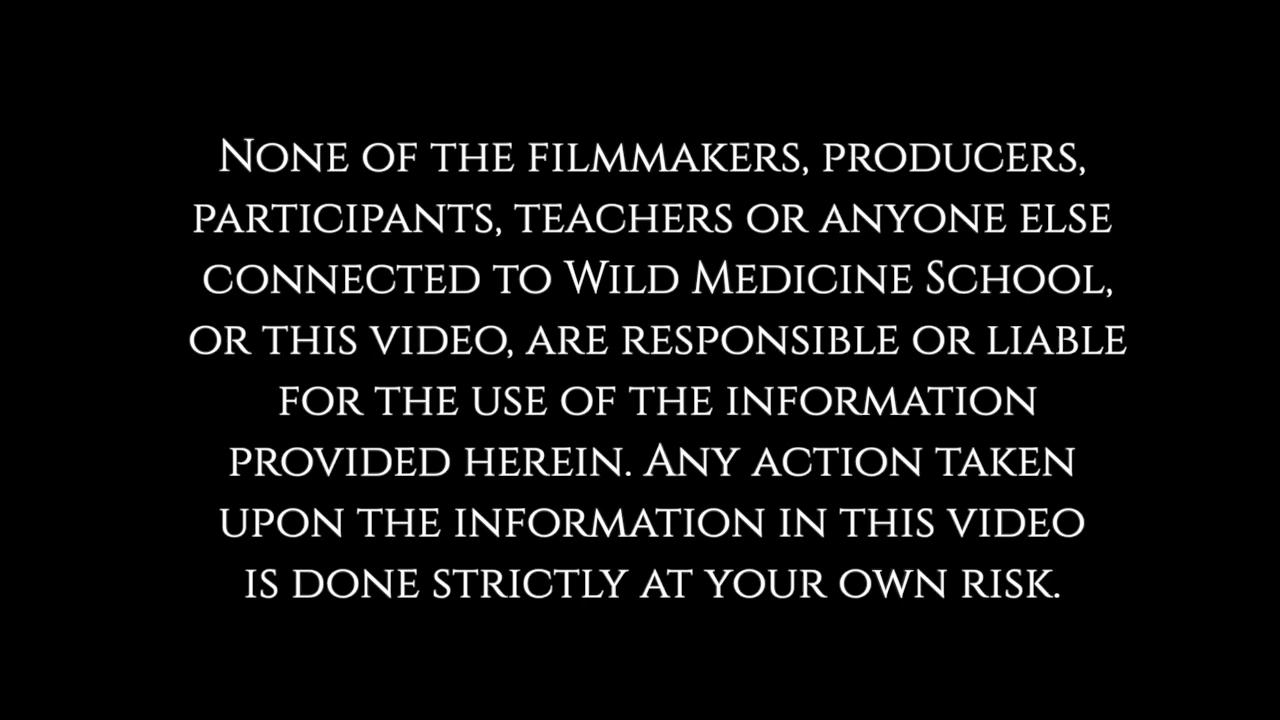 None of the filmmakers, producers,
participants, teachers or anyone else
connected to Wild Medicine School,
or this video, are responsible or liable
for the use of the information
provided herein. Any action taken
upon the information in this video
is done strictly at your own risk.